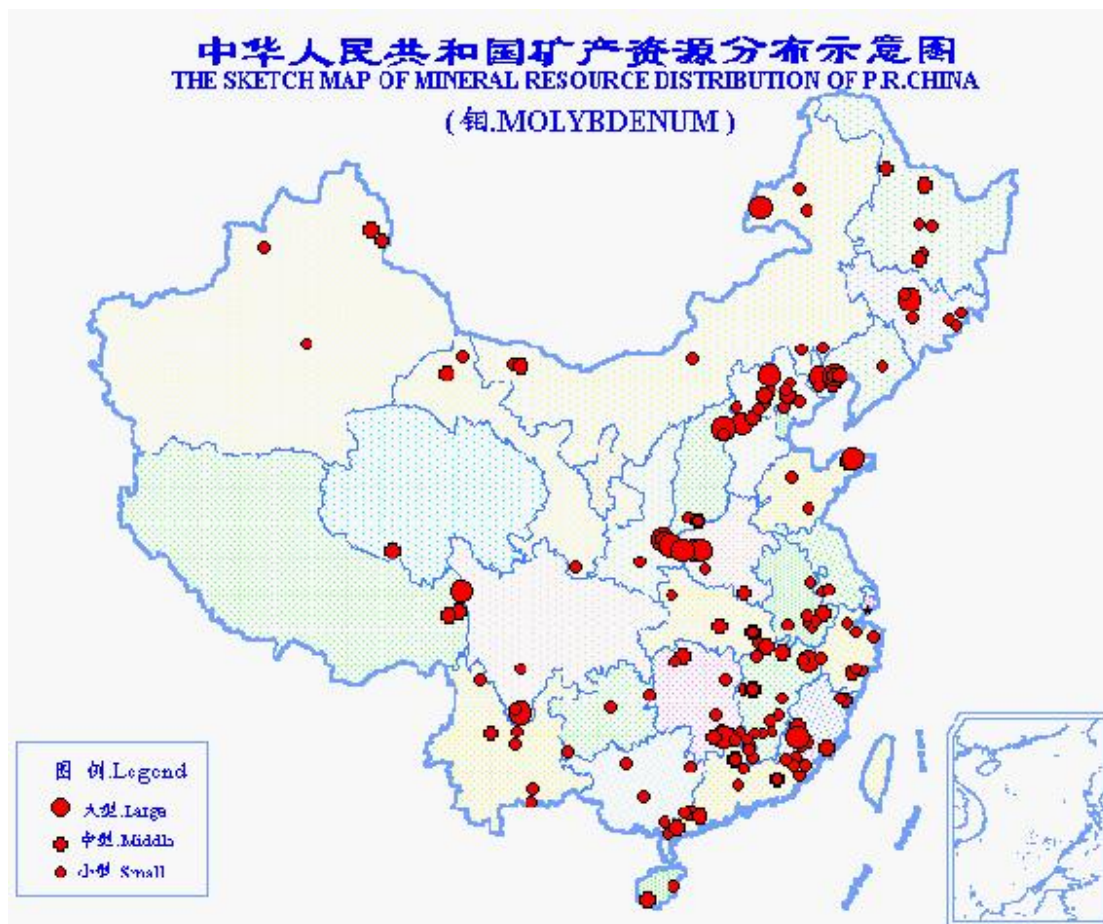 中华人民共和国矿产资源分布示意图
THE SKETCH MAP OF MINERAL RESOURCE DISTRIBUTION OF P.R.CHINA
(钼.MOLYBDENUM)
图 例.Legend
大型.Large
中型.Middle
小型.Small